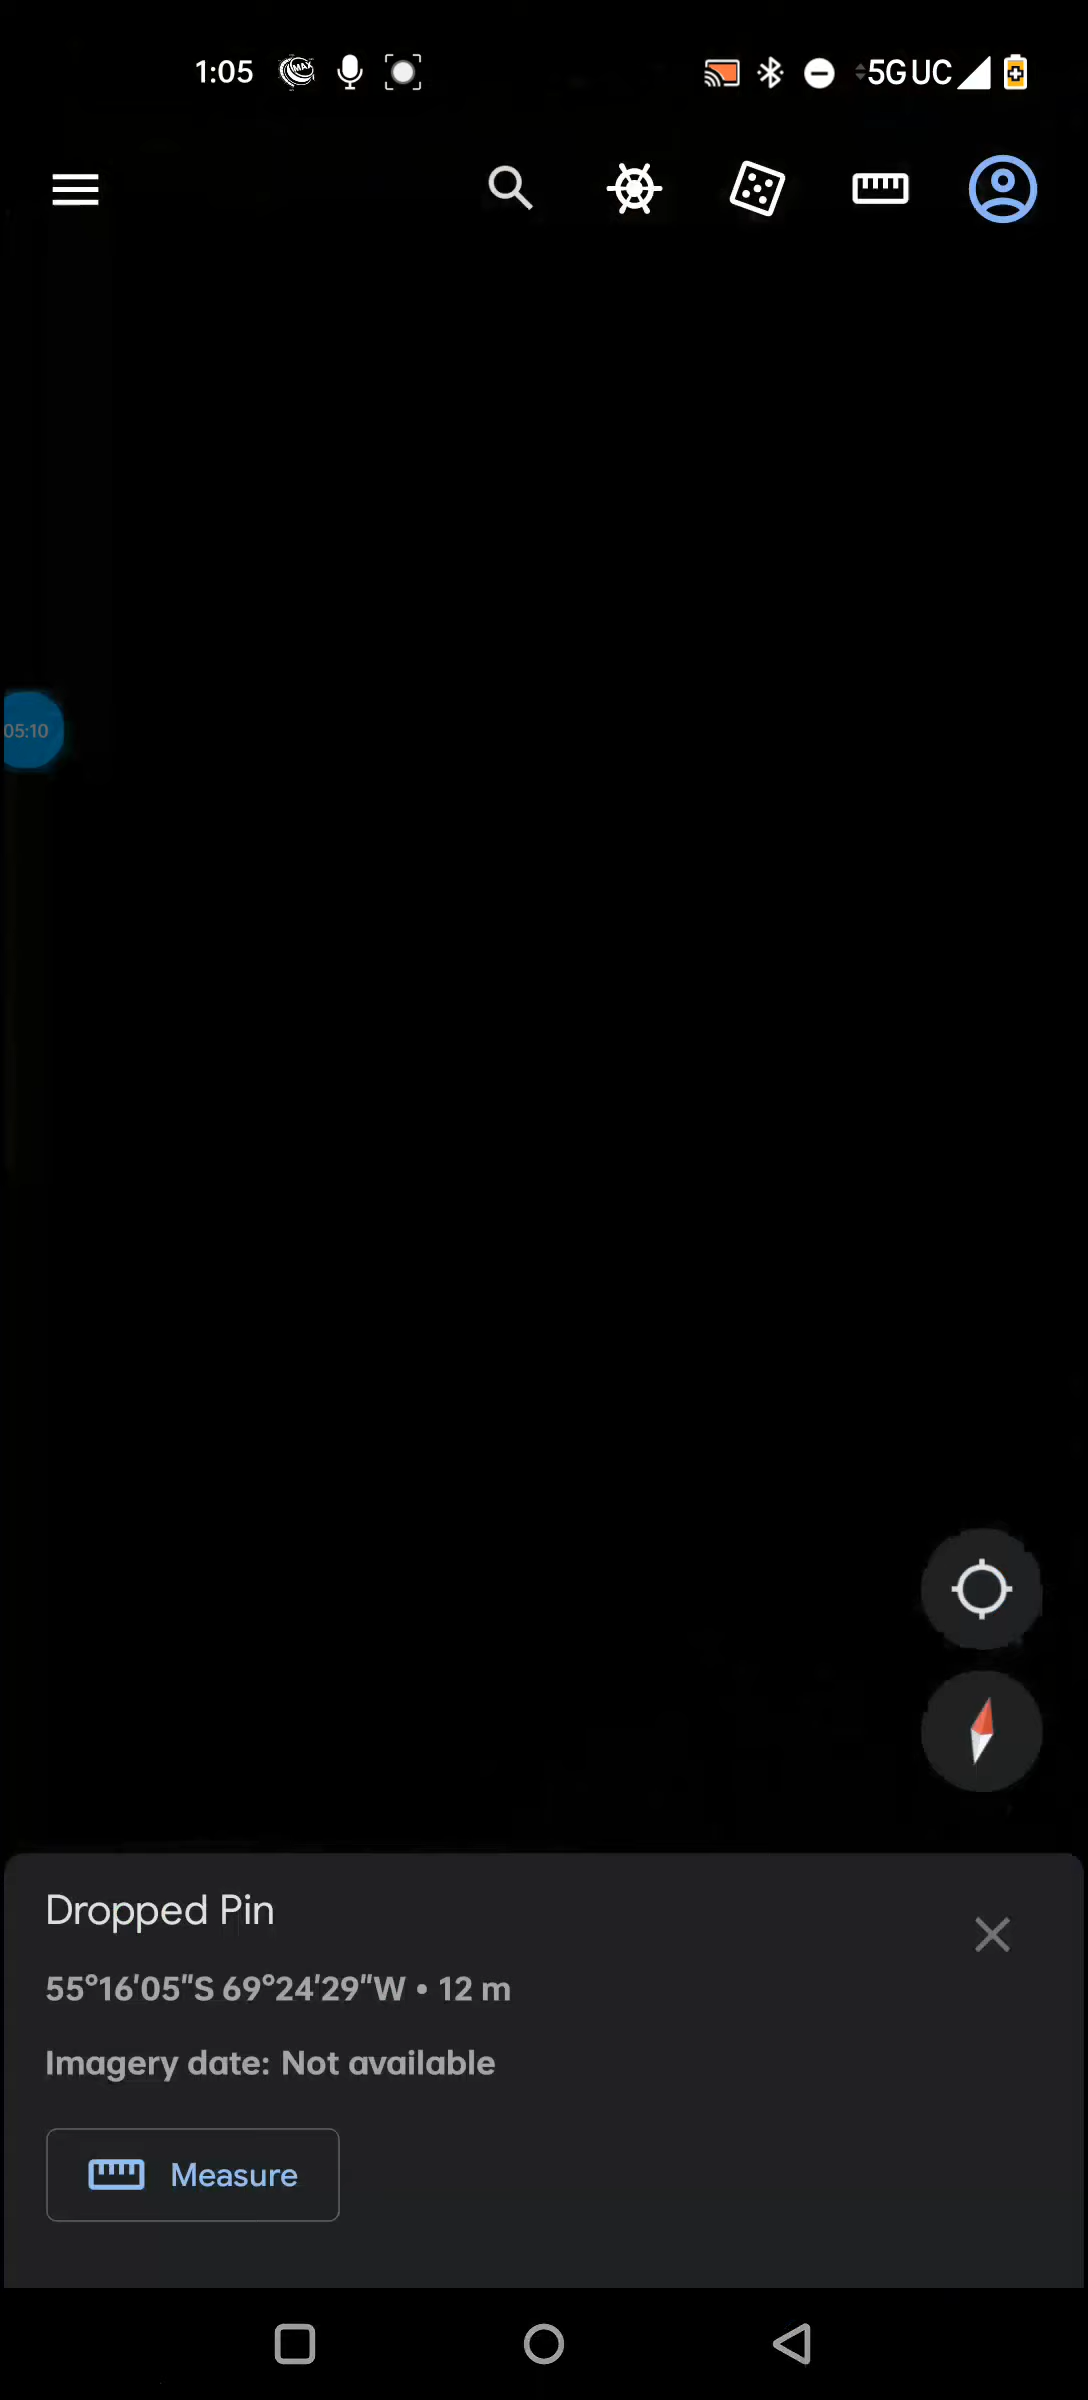 1:05
MAX
5G UC
05:10
Dropped Pin
55°16'05"S 69°24'29"W • 12 m
Imagery date: Not available
Measure